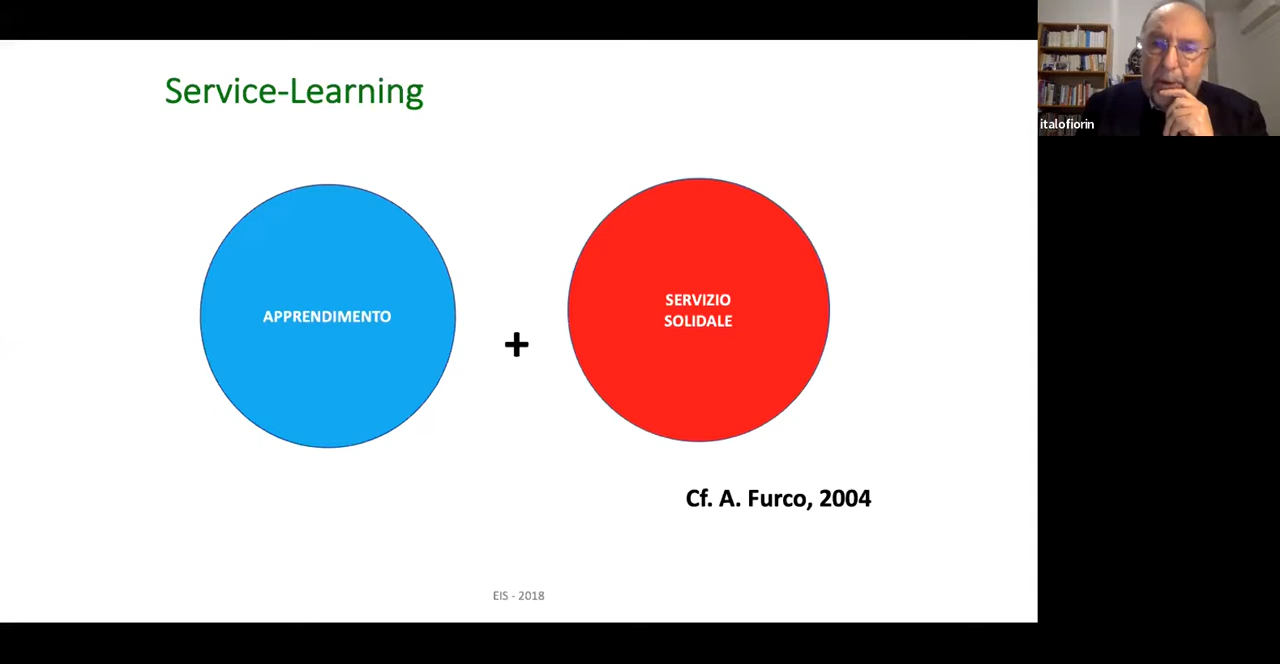 Service-Learning
italofiorin
APPRENDIMENTO
+
SERVIZIO
SOLIDALE
Cf. A. Furco, 2004
EIS - 2018